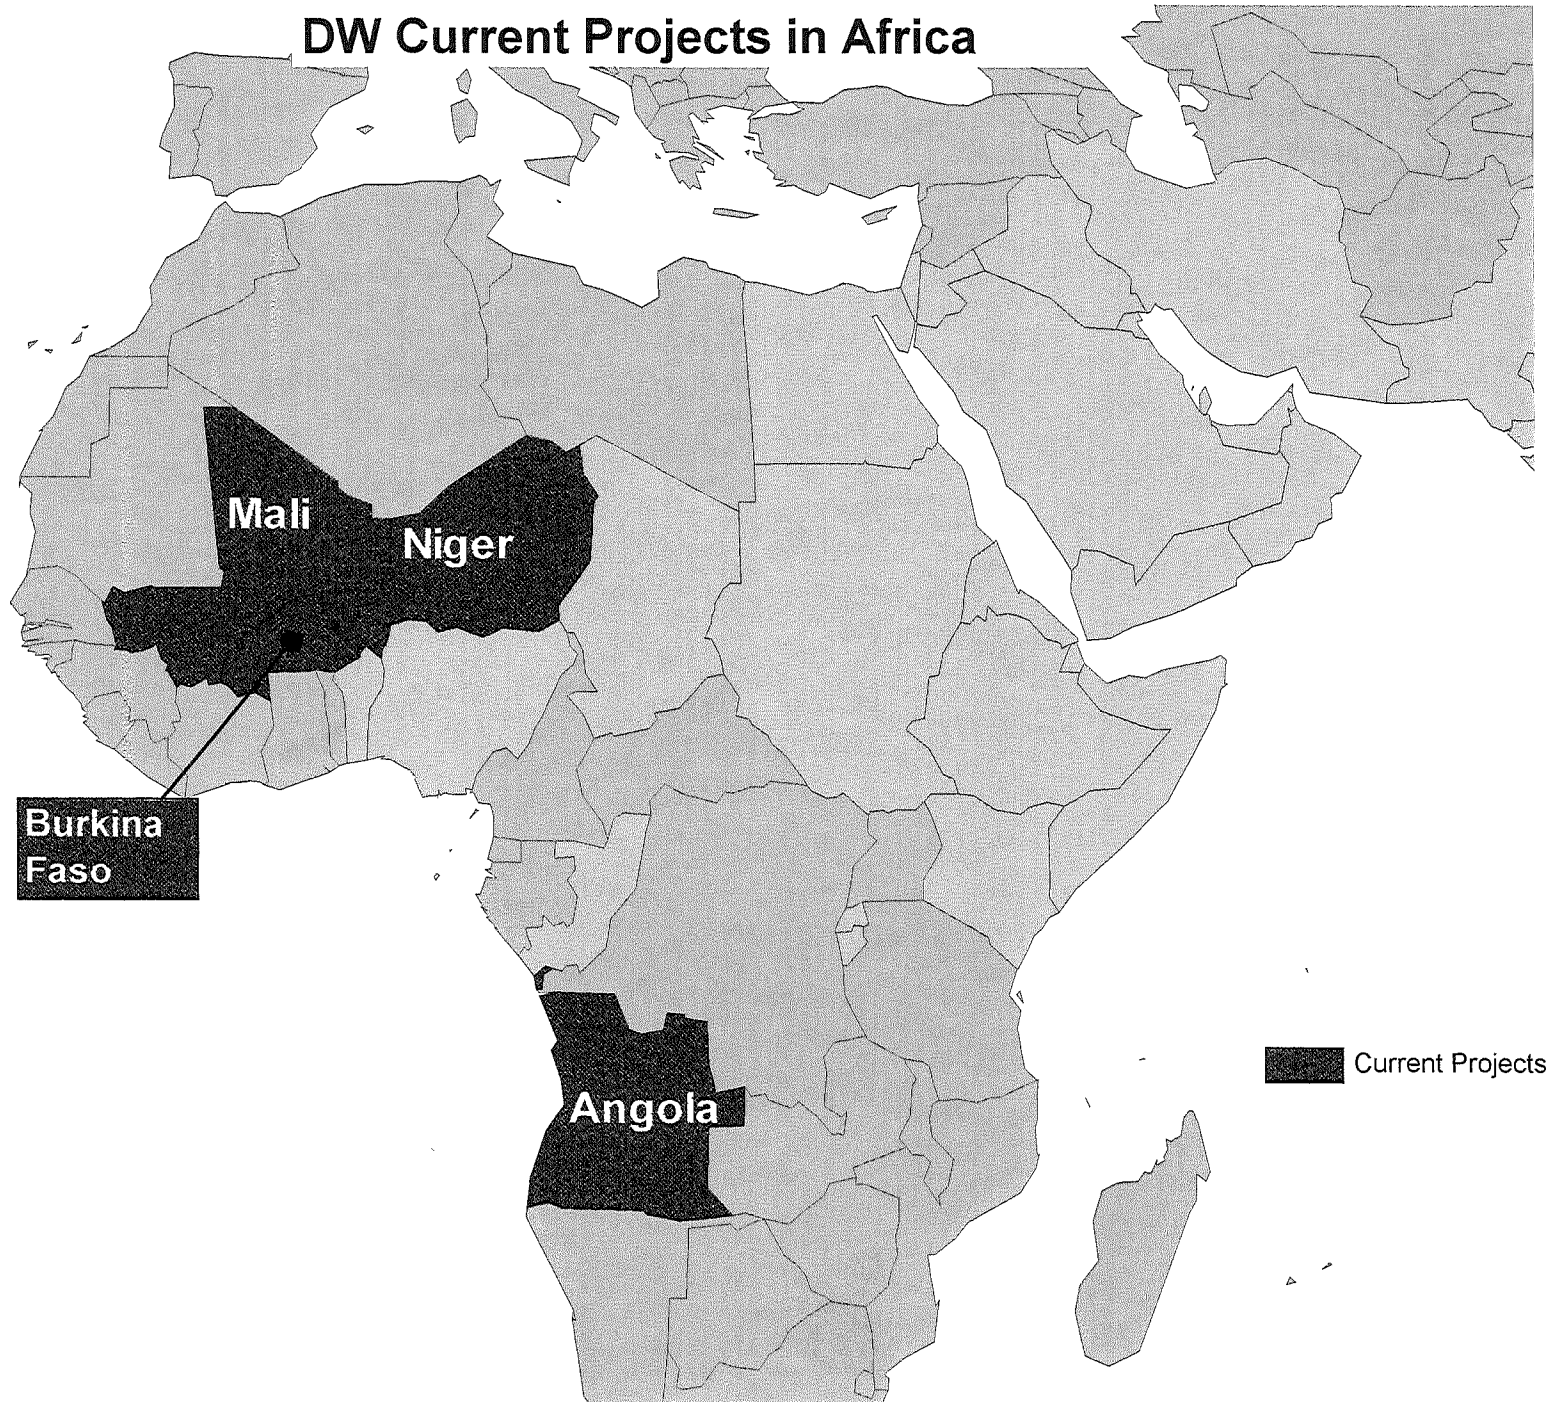 DW Current Projects in Africa
Mali
Niger
Burkina
Faso
Current Projects
Angola